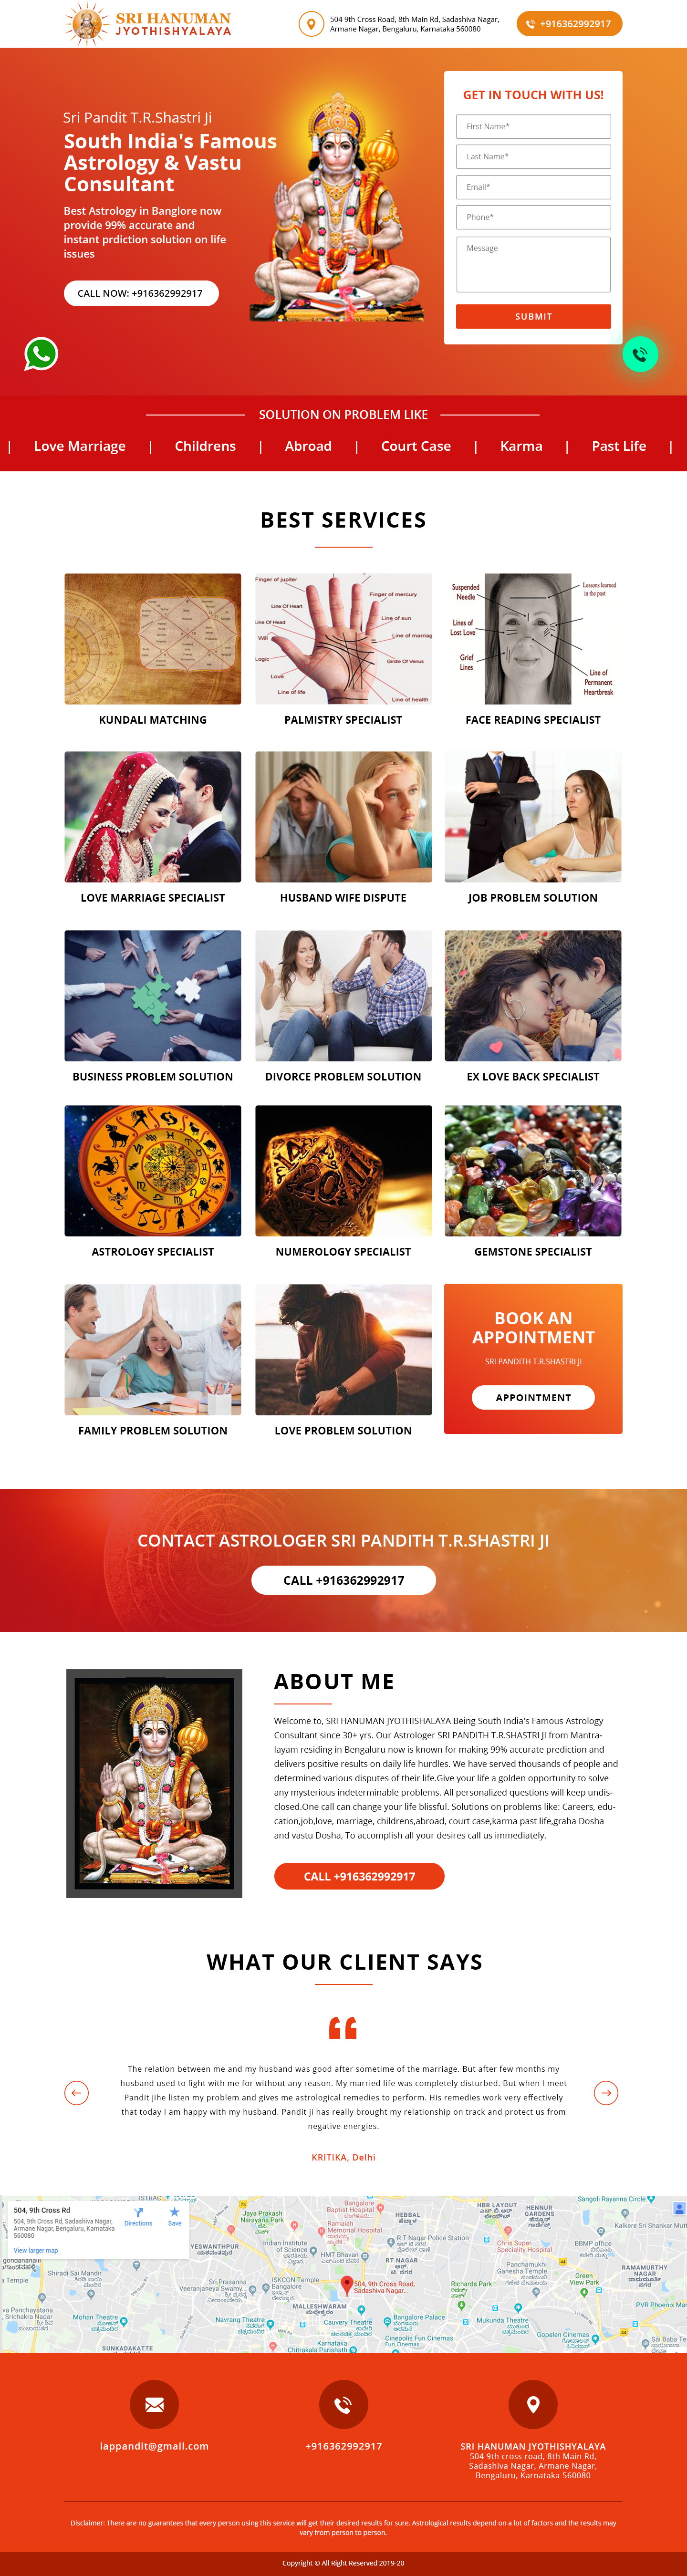 SRI HANUMAN
JYOTHISHYALAYA
504 9th Cross Road, 8th Main Rd, Sadashiva Nagar,
Armane Nagar, Bengaluru, Karnataka 560080
+916362992917
Sri Pandit T.R.Shastri Ji
South India's Famous
Astrology & Vastu
Consultant
Best Astrology in Banglore now
provide 99% accurate and
instant prdiction solution on life
issues
CALL NOW: +916362992917
GET IN TOUCH WITH US!
First Name*
Last Name*
Email*
Phone*
Message
SUBMIT
SOLUTION ON PROBLEM LIKE
| Love Marriage | Childrens | Abroad | Court Case | Karma | Past Life |
BEST SERVICES
Finger of jupiter
Finger of mercury
Line Of Heart
Line of sun
Line Of Head
Line of marriag
Will
Logic
Girdle Of Venus
Love
Line of life
Line of health
Suspended
Needle
Lessons learned
in the past
Lines of
Lost Love
Grief
Lines
Line of
Permanent
Heartbreak
KUNDALI MATCHING
PALMISTRY SPECIALIST
FACE READING SPECIALIST
LOVE MARRIAGE SPECIALIST
HUSBAND WIFE DISPUTE
JOB PROBLEM SOLUTION
BUSINESS PROBLEM SOLUTION
DIVORCE PROBLEM SOLUTION
EX LOVE BACK SPECIALIST
ASTROLOGY SPECIALIST
NUMEROLOGY SPECIALIST
GEMSTONE SPECIALIST
FAMILY PROBLEM SOLUTION
LOVE PROBLEM SOLUTION
BOOK AN
APPOINTMENT
SRI PANDITH T.R.SHASTRI JI
APPOINTMENT
CONTACT ASTROLOGER SRI PANDITH T.R.SHASTRI JI
CALL +916362992917
ABOUT ME
Welcome to, SRI HANUMAN JYOTHISHALAYA Being South India's Famous Astrology
Consultant since 30+ yrs. Our Astrologer SRI PANDITH T.R.SHASTRI JI from Mantra-
layam residing in Bengaluru now is known for making 99% accurate prediction and
delivers positive results on daily life hurdles. We have served thousands of people and
determined various disputes of their life.Give your life a golden opportunity to solve
any mysterious indeterminable problems. All personalized questions will keep undis-
closed.One call can change your life blissful. Solutions on problems like: Careers, edu-
cation,job,love, marriage, childrens,abroad, court case,karma past life,graha Dosha
and vastu Dosha, To accomplish all your desires call us immediately.
CALL +916362992917
WHAT OUR CLIENT SAYS
The relation between me and my husband was good after sometime of the marriage. But after few months my
husband used to fight with me for without any reason. My married life was completely disturbed. But when I meet
Pandit jihe listen my problem and gives me astrological remedies to perform. His remedies work very effectively
that today I am happy with my husband. Pandit ji has really brought my relationship on track and protect us from
negative energies.
KRITIKA, Delhi
504, 9th Cross Rd
504, 9th Cross Rd, Sadashiva Nagar,
Armane Nagar, Bengaluru, Karnataka
560080
Directions
Save
View larger map
Java Prakash
Narayana Park
Bangalore
Baptist Hospital
HEBBAL
HBR LAYOUT
HENNUR
GARDENS
Sangoli Rayanna Circle
Kalkere Sri Shankar Mutt
Ramaiah
Memorial Hospital
R T Nagar Police Station
YESWANTHPUR
Indian Institute
of Science
HMT Bhavan
RT NAGAR
Chris Super
Speciality Hospital
BBMP office
Shiradi Sai Mandir
ISKCON Temple
Bangalore
Panchamukhi
Ganesha Temple
RAMAMURTHY
NAGAR
Sri.Prasanna
Veeranjaneya Swamy...
504, 9th Cross Road,
Sadashiva Nagar...
Richards Park
Green
View Park
MALLESHWARAM
PVR Phoenix Mar
Mohan Theatre
Navrang Theatre
Cauvery Theatre
Bangalore Palace
Mukunda Theatre
Gopalan Cinemas
SUNKADAKATTE
Karnataka
Chitrakala Parishath
Cinepolis Fun Cinemas
Fun Cinemas
iappandit@gmail.com
+916362992917
SRI HANUMAN JYOTHISHYALAYA
504 9th cross road, 8th Main Rd,
Sadashiva Nagar, Armane Nagar,
Bengaluru, Karnataka 560080
Disclaimer: There are no guarantees that every person using this service will get their desired results for sure. Astrological results depend on a lot of factors and the results may
vary from person to person.
Copyright © All Right Reserved 2019-20